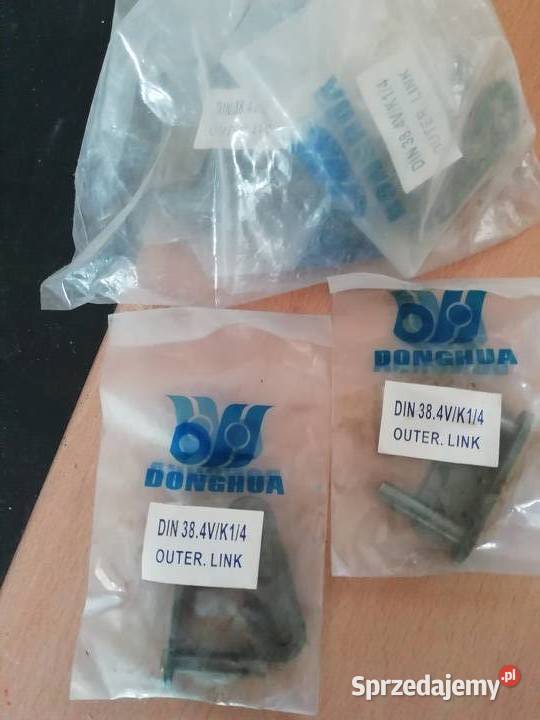 DIN 38.4V/K1/4
OUTER. LINK
DONGHUA
DONGHUA
DIN 38.4V/K1/4
OUTER. LINK
DONGHUA
DIN 38.4V/K1/4
OUTER. LINK
Sprzedajemy.pl